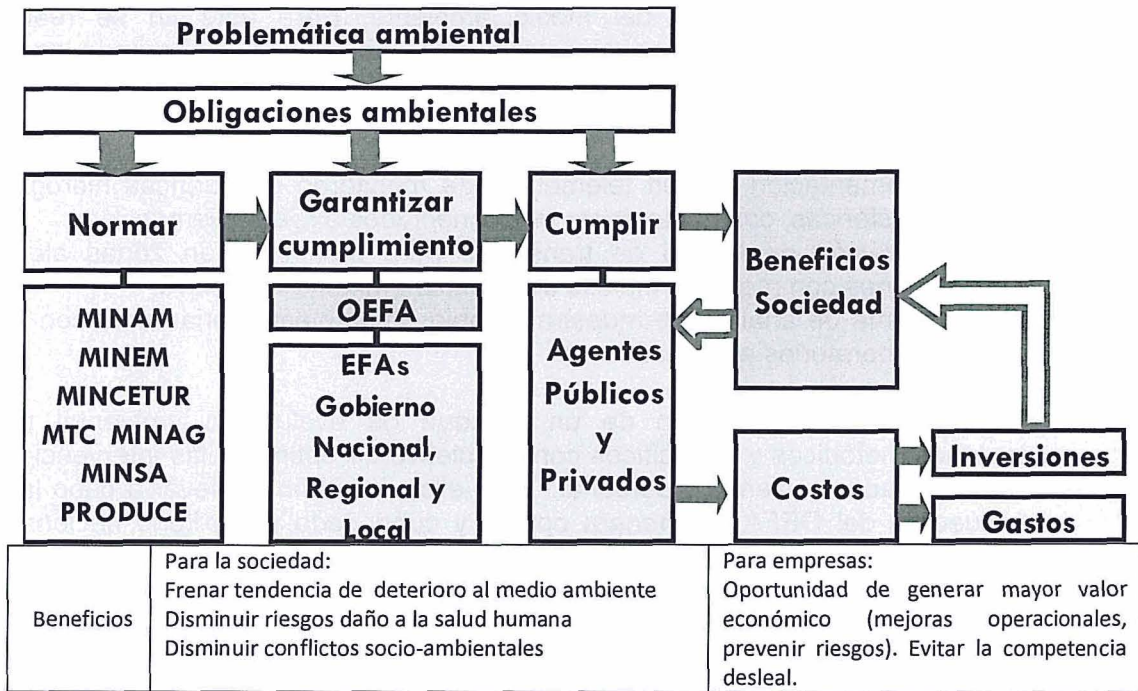 Problemática ambiental
Obligaciones ambientales
Normar
Garantizar
cumplimiento
Cumplir
Beneficios
Sociedad
MINAM
MINEM
MINCETUR
MTC MINAG
MINSA
PRODUCE
OEFA
EFAs
Gobierno
Nacional,
Regional y
Local
Agentes
Públicos
y
Privados
Costos
Inversiones
Gastos
Beneficios
Para la sociedad:
Frenar tendencia de deterioro al medio ambiente
Disminuir riesgos daño a la salud humana
Disminuir conflictos socio-ambientales
Para empresas:
Oportunidad de generar mayor valor
económico (mejoras operacionales,
prevenir riesgos). Evitar la competencia
desleal.